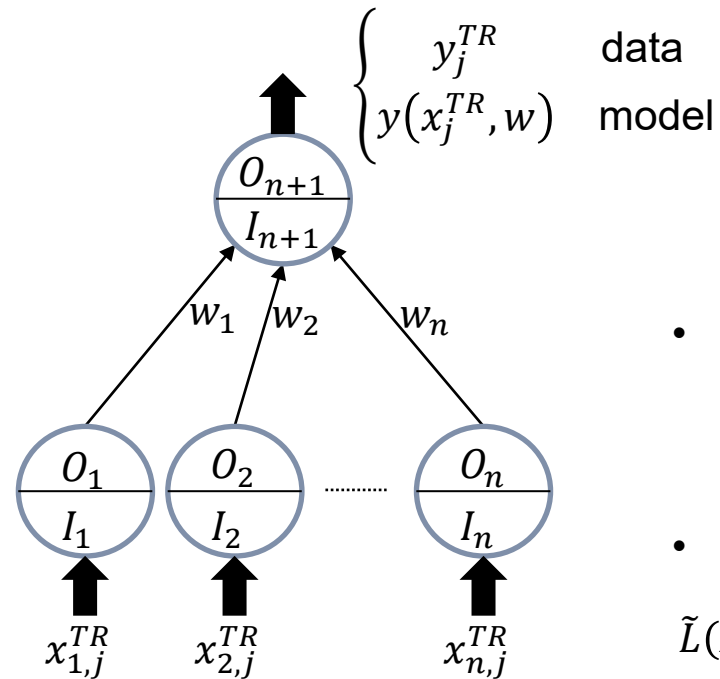 y_j^{TR} data
y(x_j^{TR}, w) model
O_{n+1}
I_{n+1}
w_1 w_2 w_n
•
O_1 O_2 ........... O_n
I_1 I_2 I_n
•
x_{1,j}^{TR} x_{2,j}^{TR} x_{n,j}^{TR} L̃(